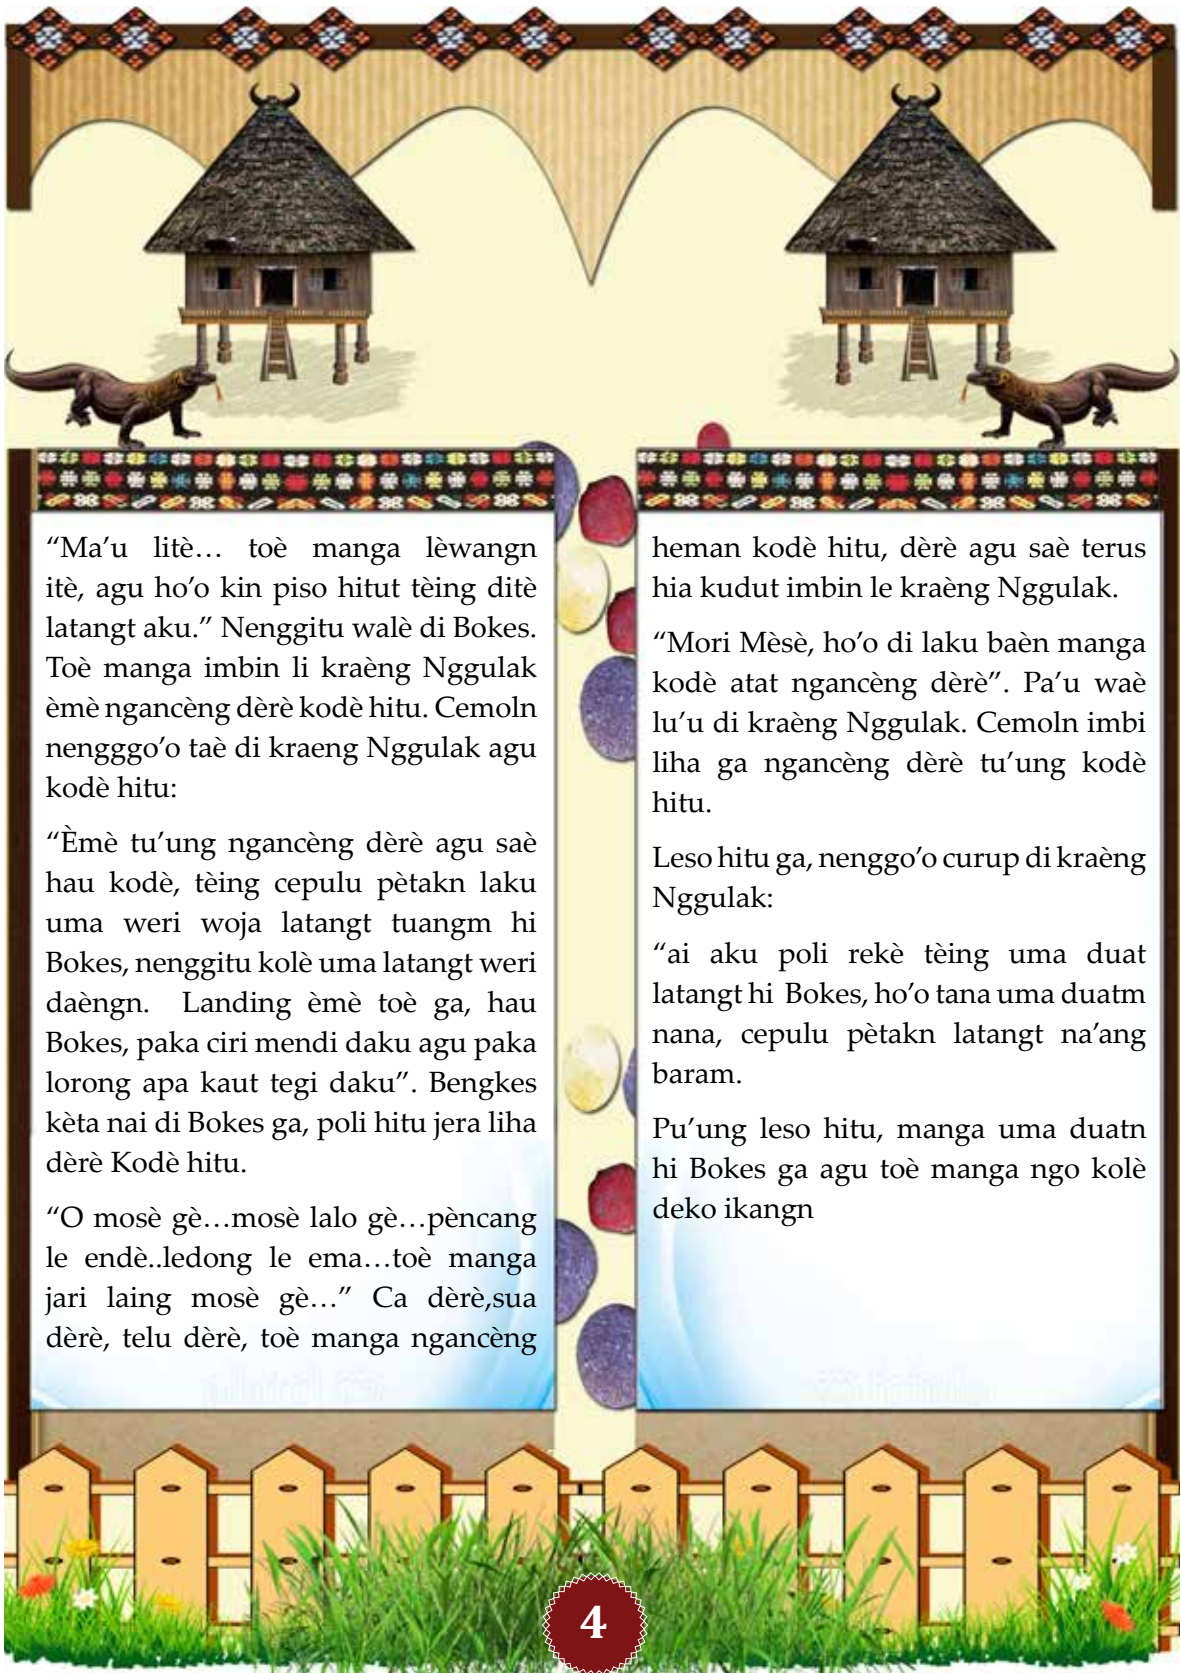 “Ma’u litè… toè manga lèwangn
itè, agu ho’o kin piso hitut tèing ditè
latangt aku.” Nenggitu walè di Bokes.
Toè manga imbin li kraèng Nggulak
èmè ngancèng dèrè kodè hitu. Cemoln
nengggo’o taè di kraeng Nggulak agu
kodè hitu:
“Èmè tu’ung ngancèng dèrè agu saè
hau kodè, tèing cepulu pètakn laku
uma weri woja latangt tuangm hi
Bokes, nenggitu kolè uma latangt weri
daèngn. Landing èmè toè ga, hau
Bokes, paka ciri mendi daku agu paka
lorong apa kaut tegi daku”. Bengkes
kèta nai di Bokes ga, poli hitu jera liha
dèrè Kodè hitu.
“O mosè gè…mosè lalo gè…pèncang
le endè..ledong le ema…toè manga
jari laing mosè gè…” Ca dèrè,sua
dèrè, telu dèrè, toè manga ngancèng
heman kodè hitu, dèrè agu saè terus
hia kudut imbin le kraèng Nggulak.
“Mori Mèsè, ho’o di laku baèn manga
kodè atat ngancèng dèrè”. Pa’u waè
lu’u di kraèng Nggulak. Cemoln imbi
liha ga ngancèng dèrè tu’ung kodè
hitu.
Leso hitu ga, nenggo’o curup di kraèng
Nggulak:
“ai aku poli rekè tèing uma duat
latangt hi Bokes, ho’o tana uma duatm
nana, cepulu pètakn latangt na’ang
baram.
Pu’ung leso hitu, manga uma duatn
hi Bokes ga agu toè manga ngo kolè
deko ikangn
4